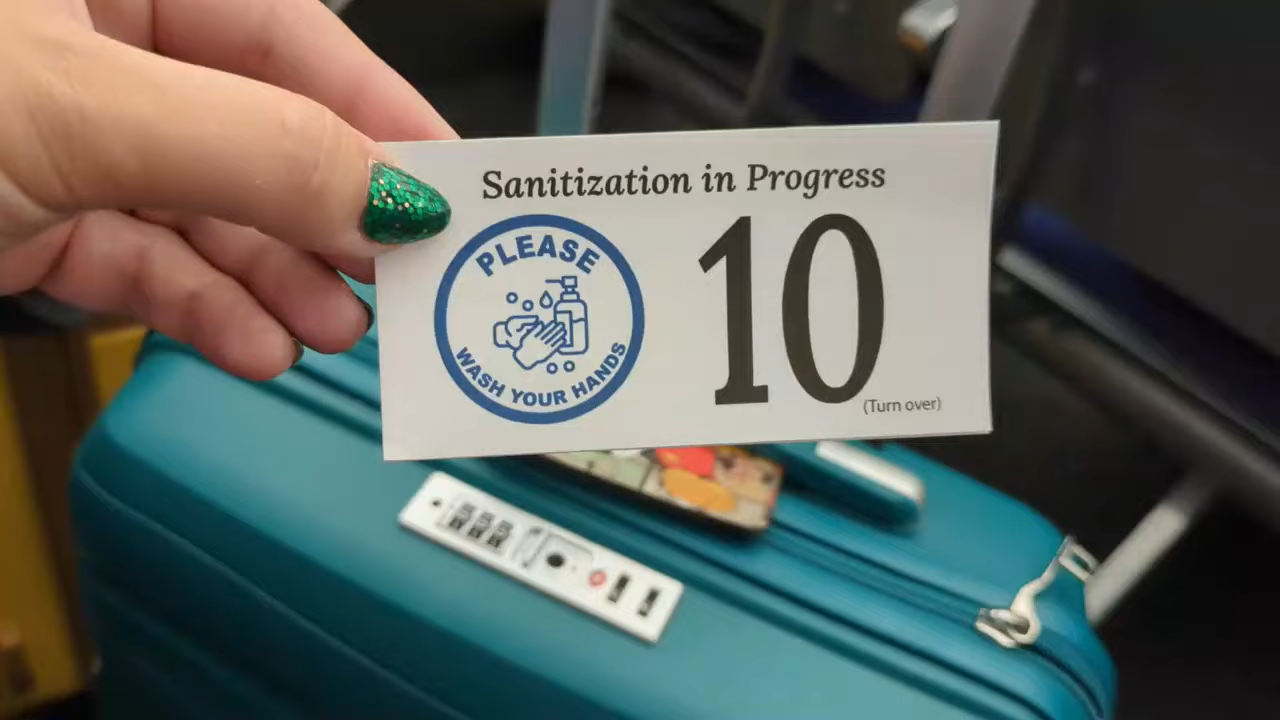 Sanitization in Progress
PLEASE
WASH YOUR HANDS
10
(Turn over)